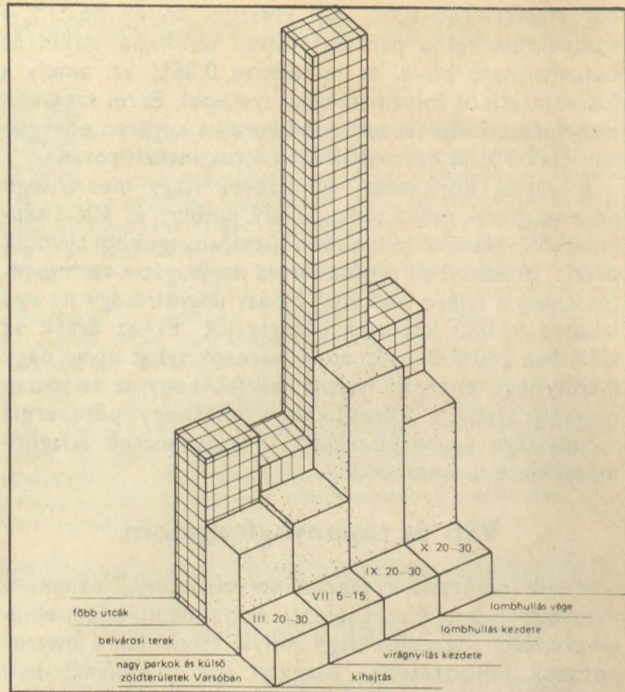 III. 20-30.
VII. 5-15.
IX. 20-30.
X. 20-30.
főbb utcák
belvárosi terek
nagy parkok és külső
zöldterületek Varsóban
lombhullás vége
lombhullás kezdete
virágnyílás kezdete
kihajtás